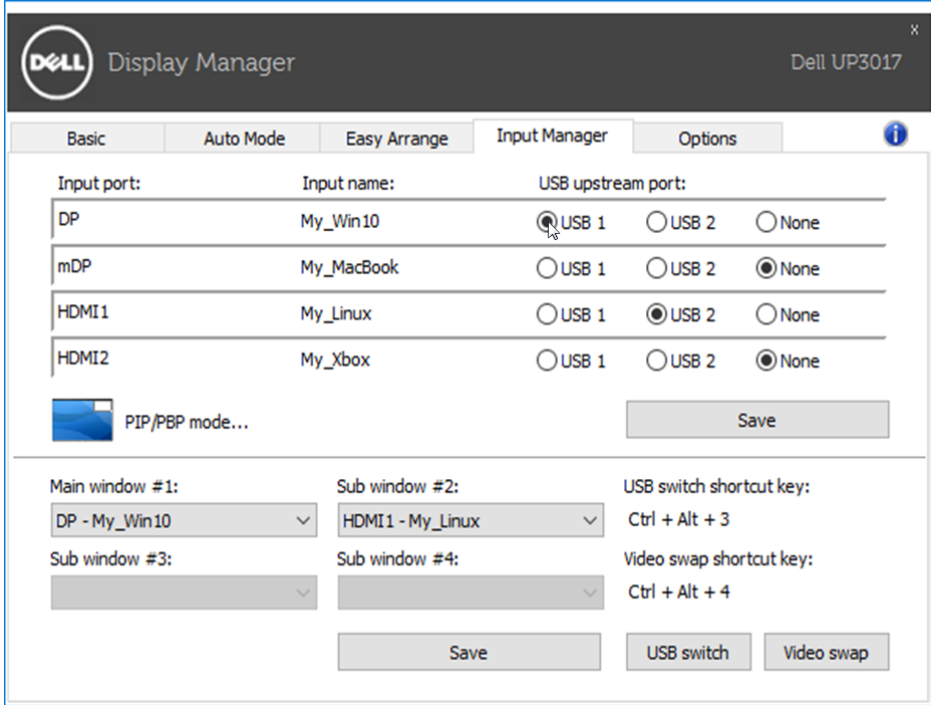 DELL Display Manager Dell UP3017 x
Basic Auto Mode Easy Arrange Input Manager Options i
Input port: Input name: USB upstream port:
DP My_Win10 USB 1 USB 2 None
mDP My_MacBook USB 1 USB 2 None
HDMI1 My_Linux USB 1 USB 2 None
HDMI2 My_Xbox USB 1 USB 2 None
PIP/PBP mode... Save
Main window #1: Sub window #2: USB switch shortcut key:
DP - My_Win10 HDMI1 - My_Linux Ctrl + Alt + 3
Sub window #3: Sub window #4: Video swap shortcut key:
Ctrl + Alt + 4
Save USB switch Video swap